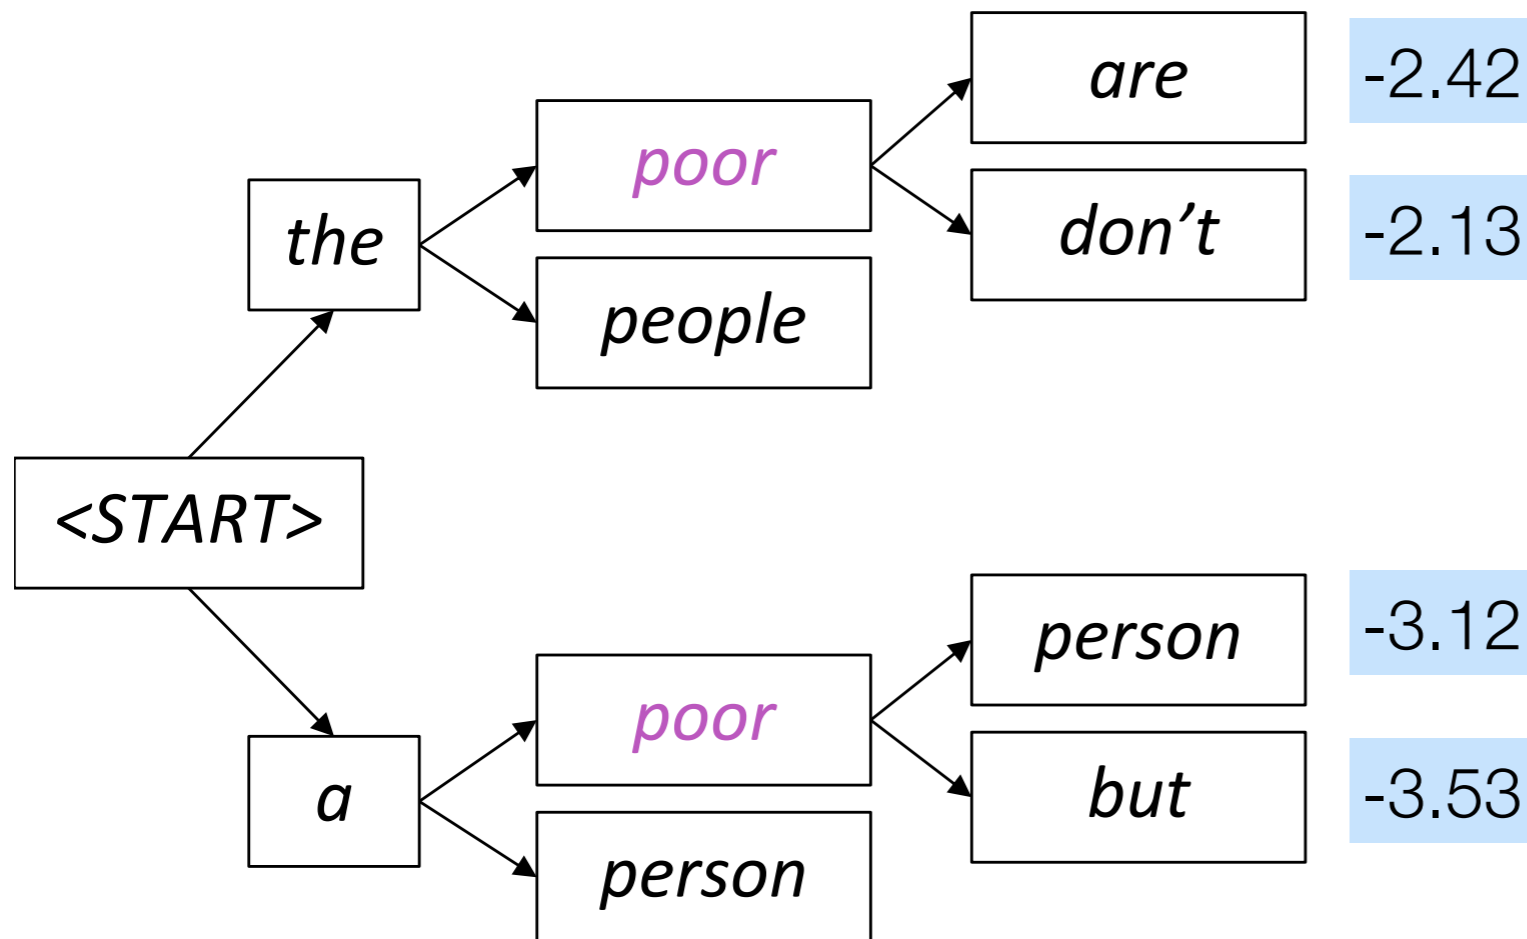 are
-2.42
poor
don’t
-2.13
the
people
<START>
person
-3.12
poor
but
-3.53
a
person